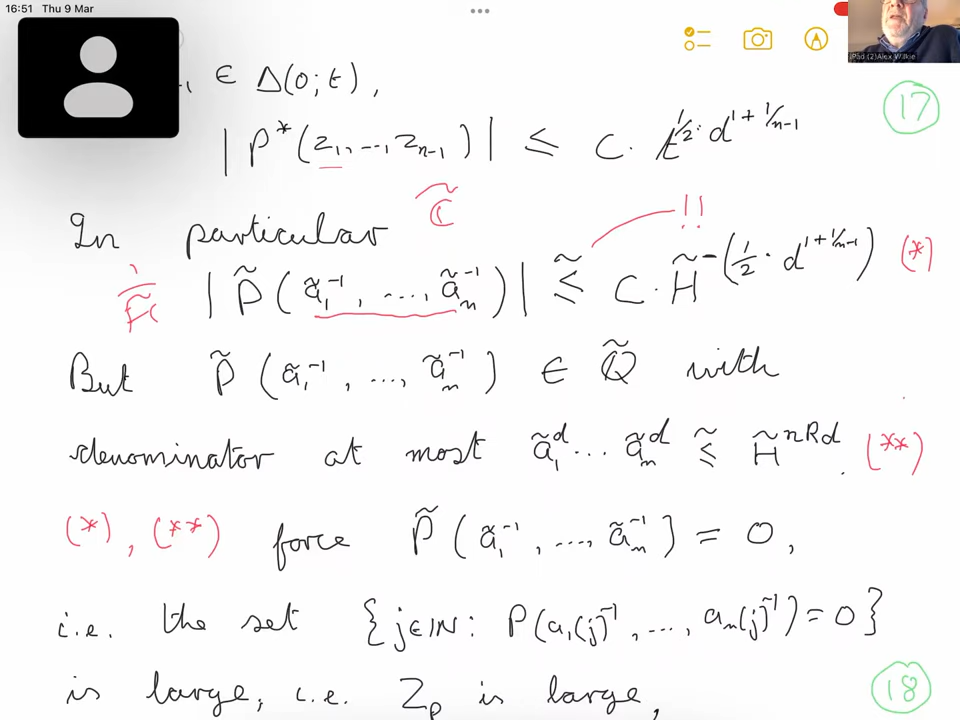 16:51 Thu 9 Mar
iPad (2) Alex Wilkie
∈ Δ(0; t),
17
|P*(z₁, ..., zₙ₋₁)| ≤ C · t^{½ · d^{1+1/n-1}}
C̃
!!
In particular
|P̃(ã₁⁻¹, ..., ãₙ⁻¹)| ≤̃ C · H̃^{-(½ · d^{1+1/n-1})} (*)
But P̃(ã₁⁻¹, ..., ãₙ⁻¹) ∈ Q̃ with
denominator at most ã₁ᵈ ... ãₙᵈ ≤̃ H̃^{nRd}. (**)
(*), (**) force P̃(ã₁⁻¹, ..., ãₙ⁻¹) = 0,
i.e. the set {j∈ℕ: P(a₁(j)⁻¹, ..., aₙ(j)⁻¹) = 0}
is large, i.e. Z_P is large,
18